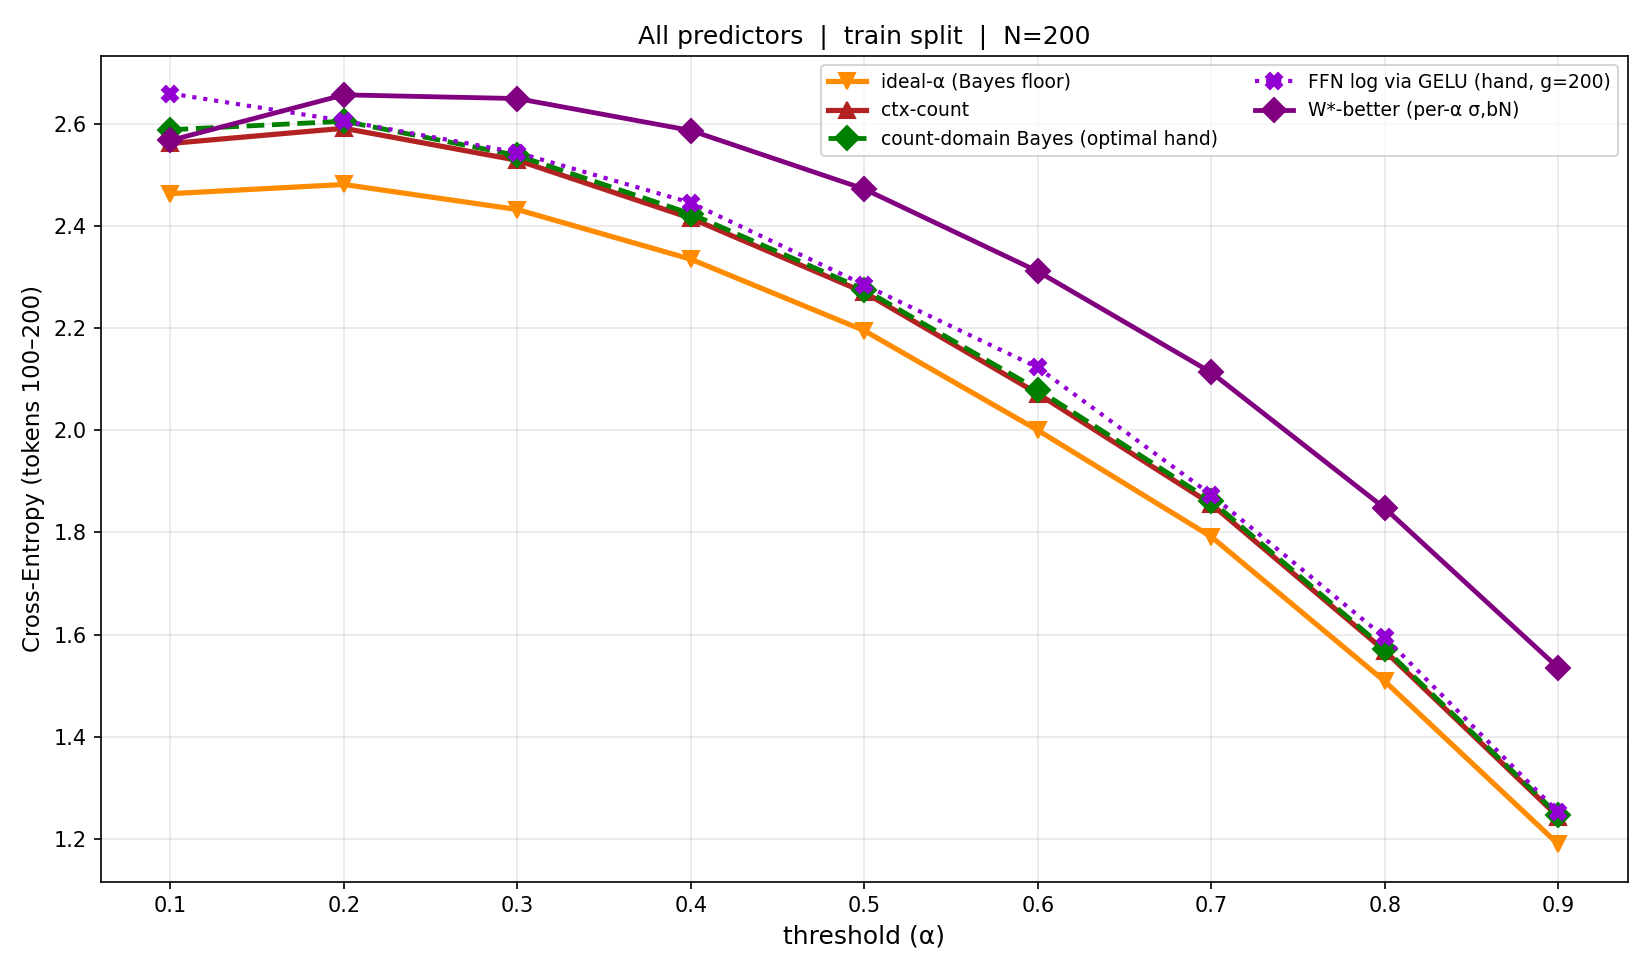 All predictors | train split | N=200
ideal-α (Bayes floor)
ctx-count
count-domain Bayes (optimal hand)
FFN log via GELU (hand, g=200)
W*-better (per-α σ,bN)
Cross-Entropy (tokens 100–200)
2.6
2.4
2.2
2.0
1.8
1.6
1.4
1.2
0.1 0.2 0.3 0.4 0.5 0.6 0.7 0.8 0.9
threshold (α)